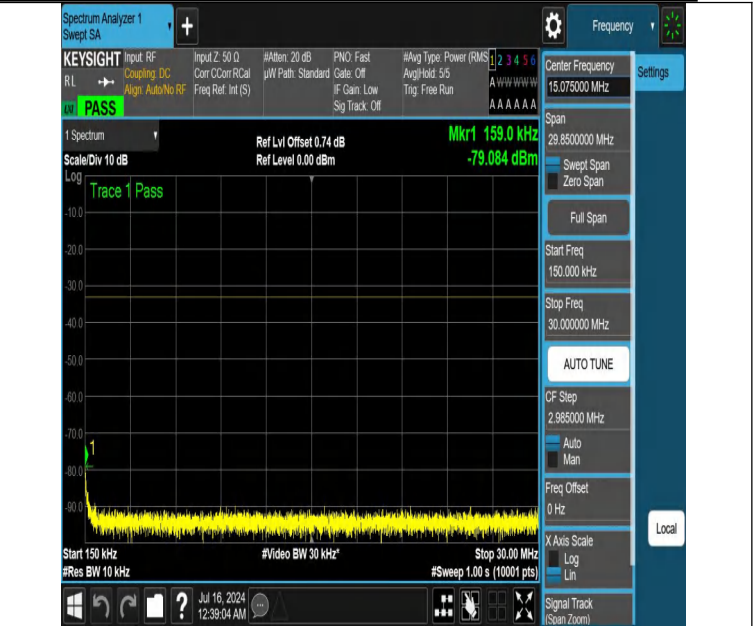 Spectrum Analyzer 1
Swept SA
+
Frequency
KEYSIGHT
RL
PASS
Input: RF
Coupling: DC
Align: Auto/No RF
Input Z: 50 Ω
Corr CCorr RCal
Freq Ref: Int (S)
#Atten: 20 dB
µW Path: Standard
PNO: Fast
Gate: Off
IF Gain: Low
Sig Track: Off
#Avg Type: Power (RMS
Avg|Hold: 5/5
Trig: Free Run
1 2 3 4 5 6
A W W W W W
A A A A A A
Center Frequency
15.075000 MHz
Settings
Span
29.8500000 MHz
Swept Span
Zero Span
Full Span
Start Freq
150.000 kHz
Stop Freq
30.000000 MHz
AUTO TUNE
CF Step
2.985000 MHz
Auto
Man
Freq Offset
0 Hz
X Axis Scale
Log
Lin
Signal Track
(Span Zoom)
Local
1 Spectrum
Scale/Div 10 dB
Ref Lvl Offset 0.74 dB
Ref Level 0.00 dBm
Mkr1 159.0 kHz
-79.084 dBm
Log
Trace 1 Pass
-10.0
-20.0
-30.0
-40.0
-50.0
-60.0
-70.0
1
-80.0
-90.0
Start 150 kHz
#Video BW 30 kHz*
Stop 30.00 MHz
#Res BW 10 kHz
#Sweep 1.00 s (10001 pts)
?
Jul 16, 2024
12:39:04 AM